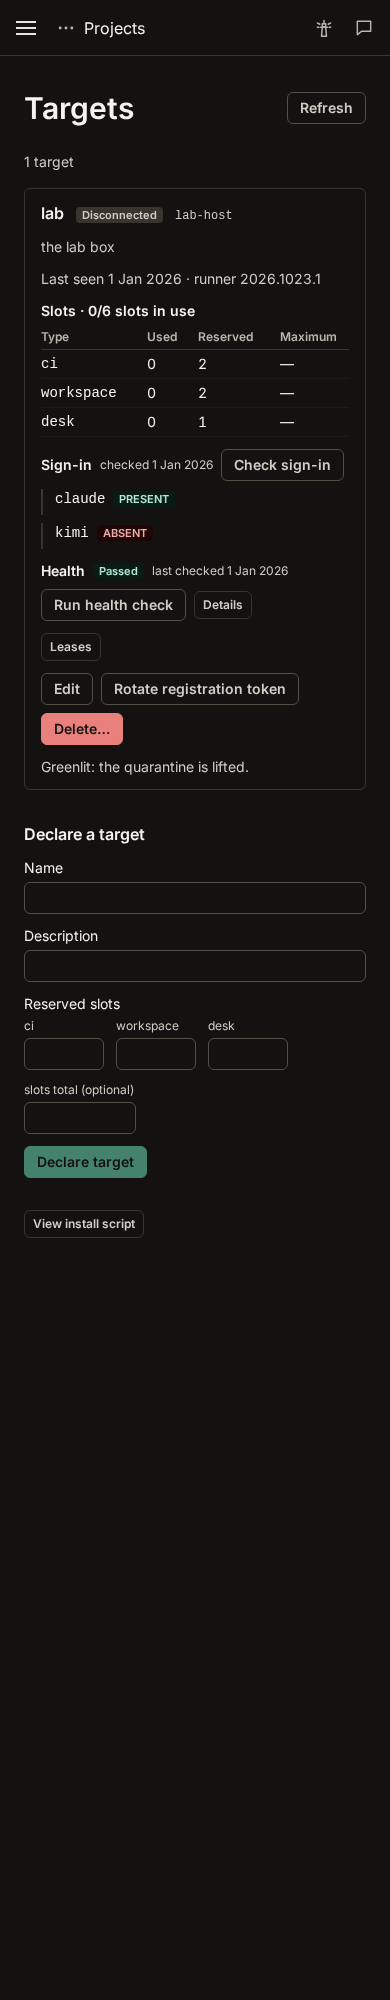 Projects
Targets
Refresh
1 target
lab Disconnected lab-host
the lab box
Last seen 1 Jan 2026 · runner 2026.1023.1
Slots · 0/6 slots in use
Type Used Reserved Maximum
ci 0 2 —
workspace 0 2 —
desk 0 1 —
Sign-in checked 1 Jan 2026 Check sign-in
claude PRESENT
kimi ABSENT
Health Passed last checked 1 Jan 2026
Run health check Details
Leases
Edit Rotate registration token
Delete...
Greenlit: the quarantine is lifted.
Declare a target
Name
Description
Reserved slots
ci workspace desk
slots total (optional)
Declare target
View install script